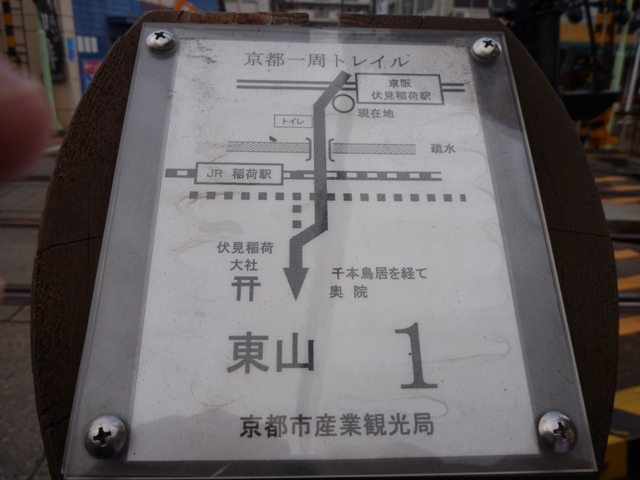 京都一周トレイル
京阪
伏見稲荷駅
現在地
トイレ
疏水
JR 稲荷駅
伏見稲荷
大社
千本鳥居を経て
奥院
東山 1
京都市産業観光局